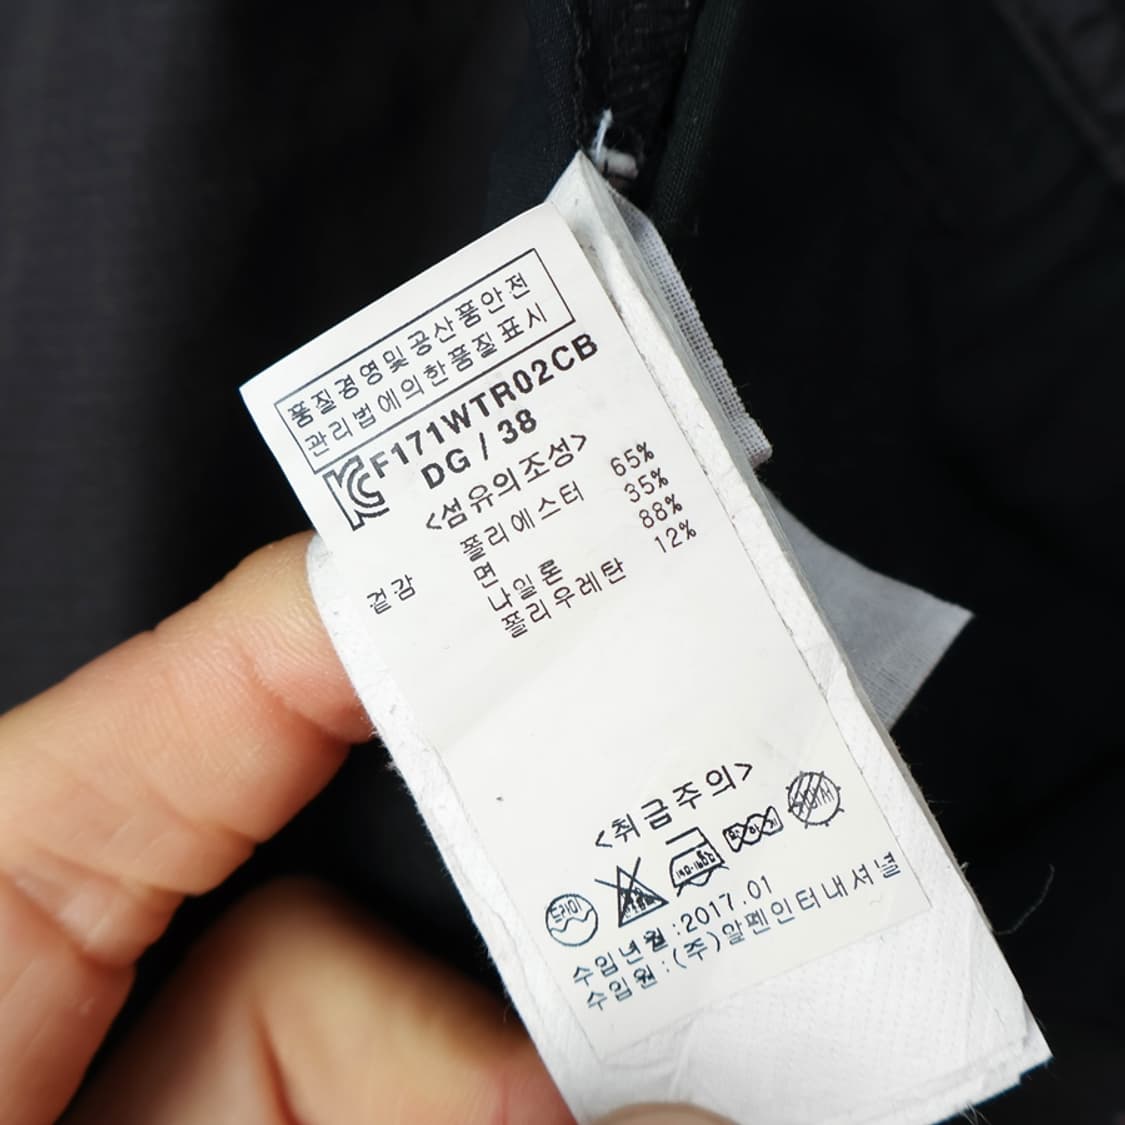 품질경영및공산품안전
관리법에의한품질표시
F171WTR02CB
DG / 38
<섬유의조성>
폴리에스터 65%
겉감 면 35%
나일론 88%
폴리우레탄 12%
<취급주의>
드라이
수입년월:2017.01
수입원:(주)알펜인터내셔널